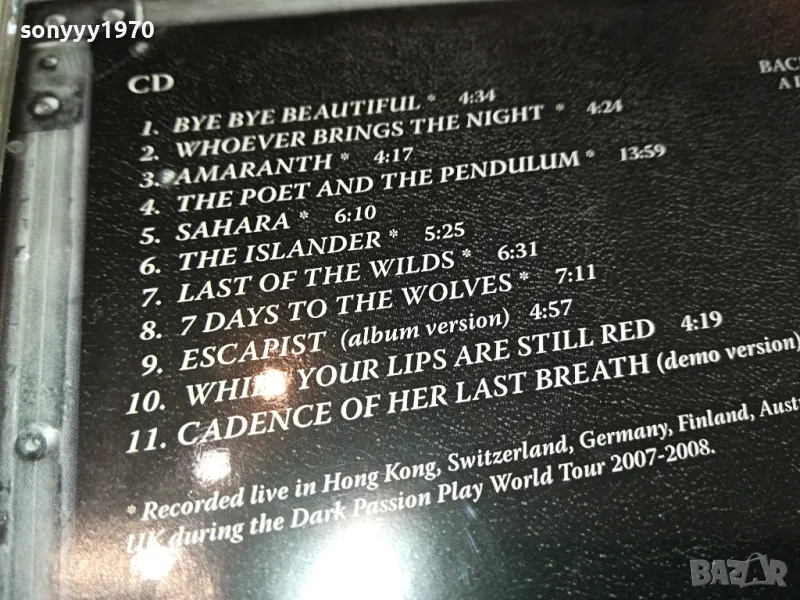 sonyyy1970
CD
1. BYE BYE BEAUTIFUL * 4:34
2. WHOEVER BRINGS THE NIGHT * 4:24
3. AMARANTH * 4:17
4. THE POET AND THE PENDULUM * 13:59
5. SAHARA * 6:10
6. THE ISLANDER * 5:25
7. LAST OF THE WILDS * 6:31
8. 7 DAYS TO THE WOLVES * 7:11
9. ESCAPIST (album version) 4:57
10. WHILE YOUR LIPS ARE STILL RED 4:19
11. CADENCE OF HER LAST BREATH (demo version)
* Recorded live in Hong Kong, Switzerland, Germany, Finland,
UK during the Dark Passion Play World Tour 2007-2008.
BAZAR